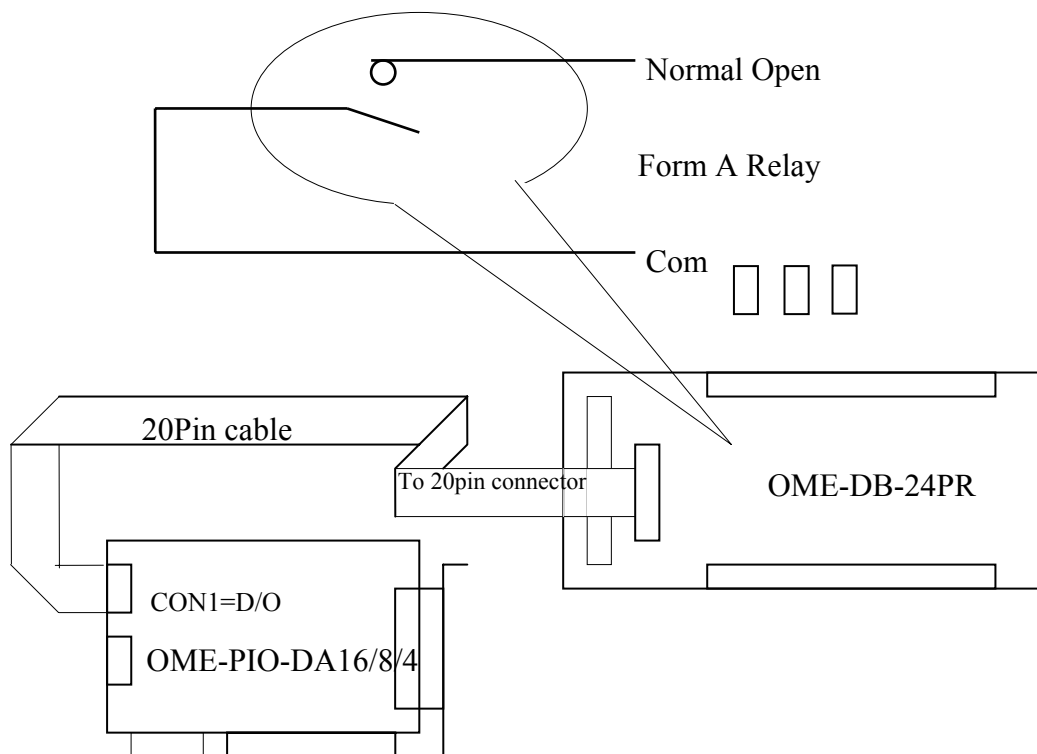 Normal Open
Form A Relay
Com
20Pin cable
To 20pin connector
OME-DB-24PR
CON1=D/O
OME-PIO-DA16/8/4